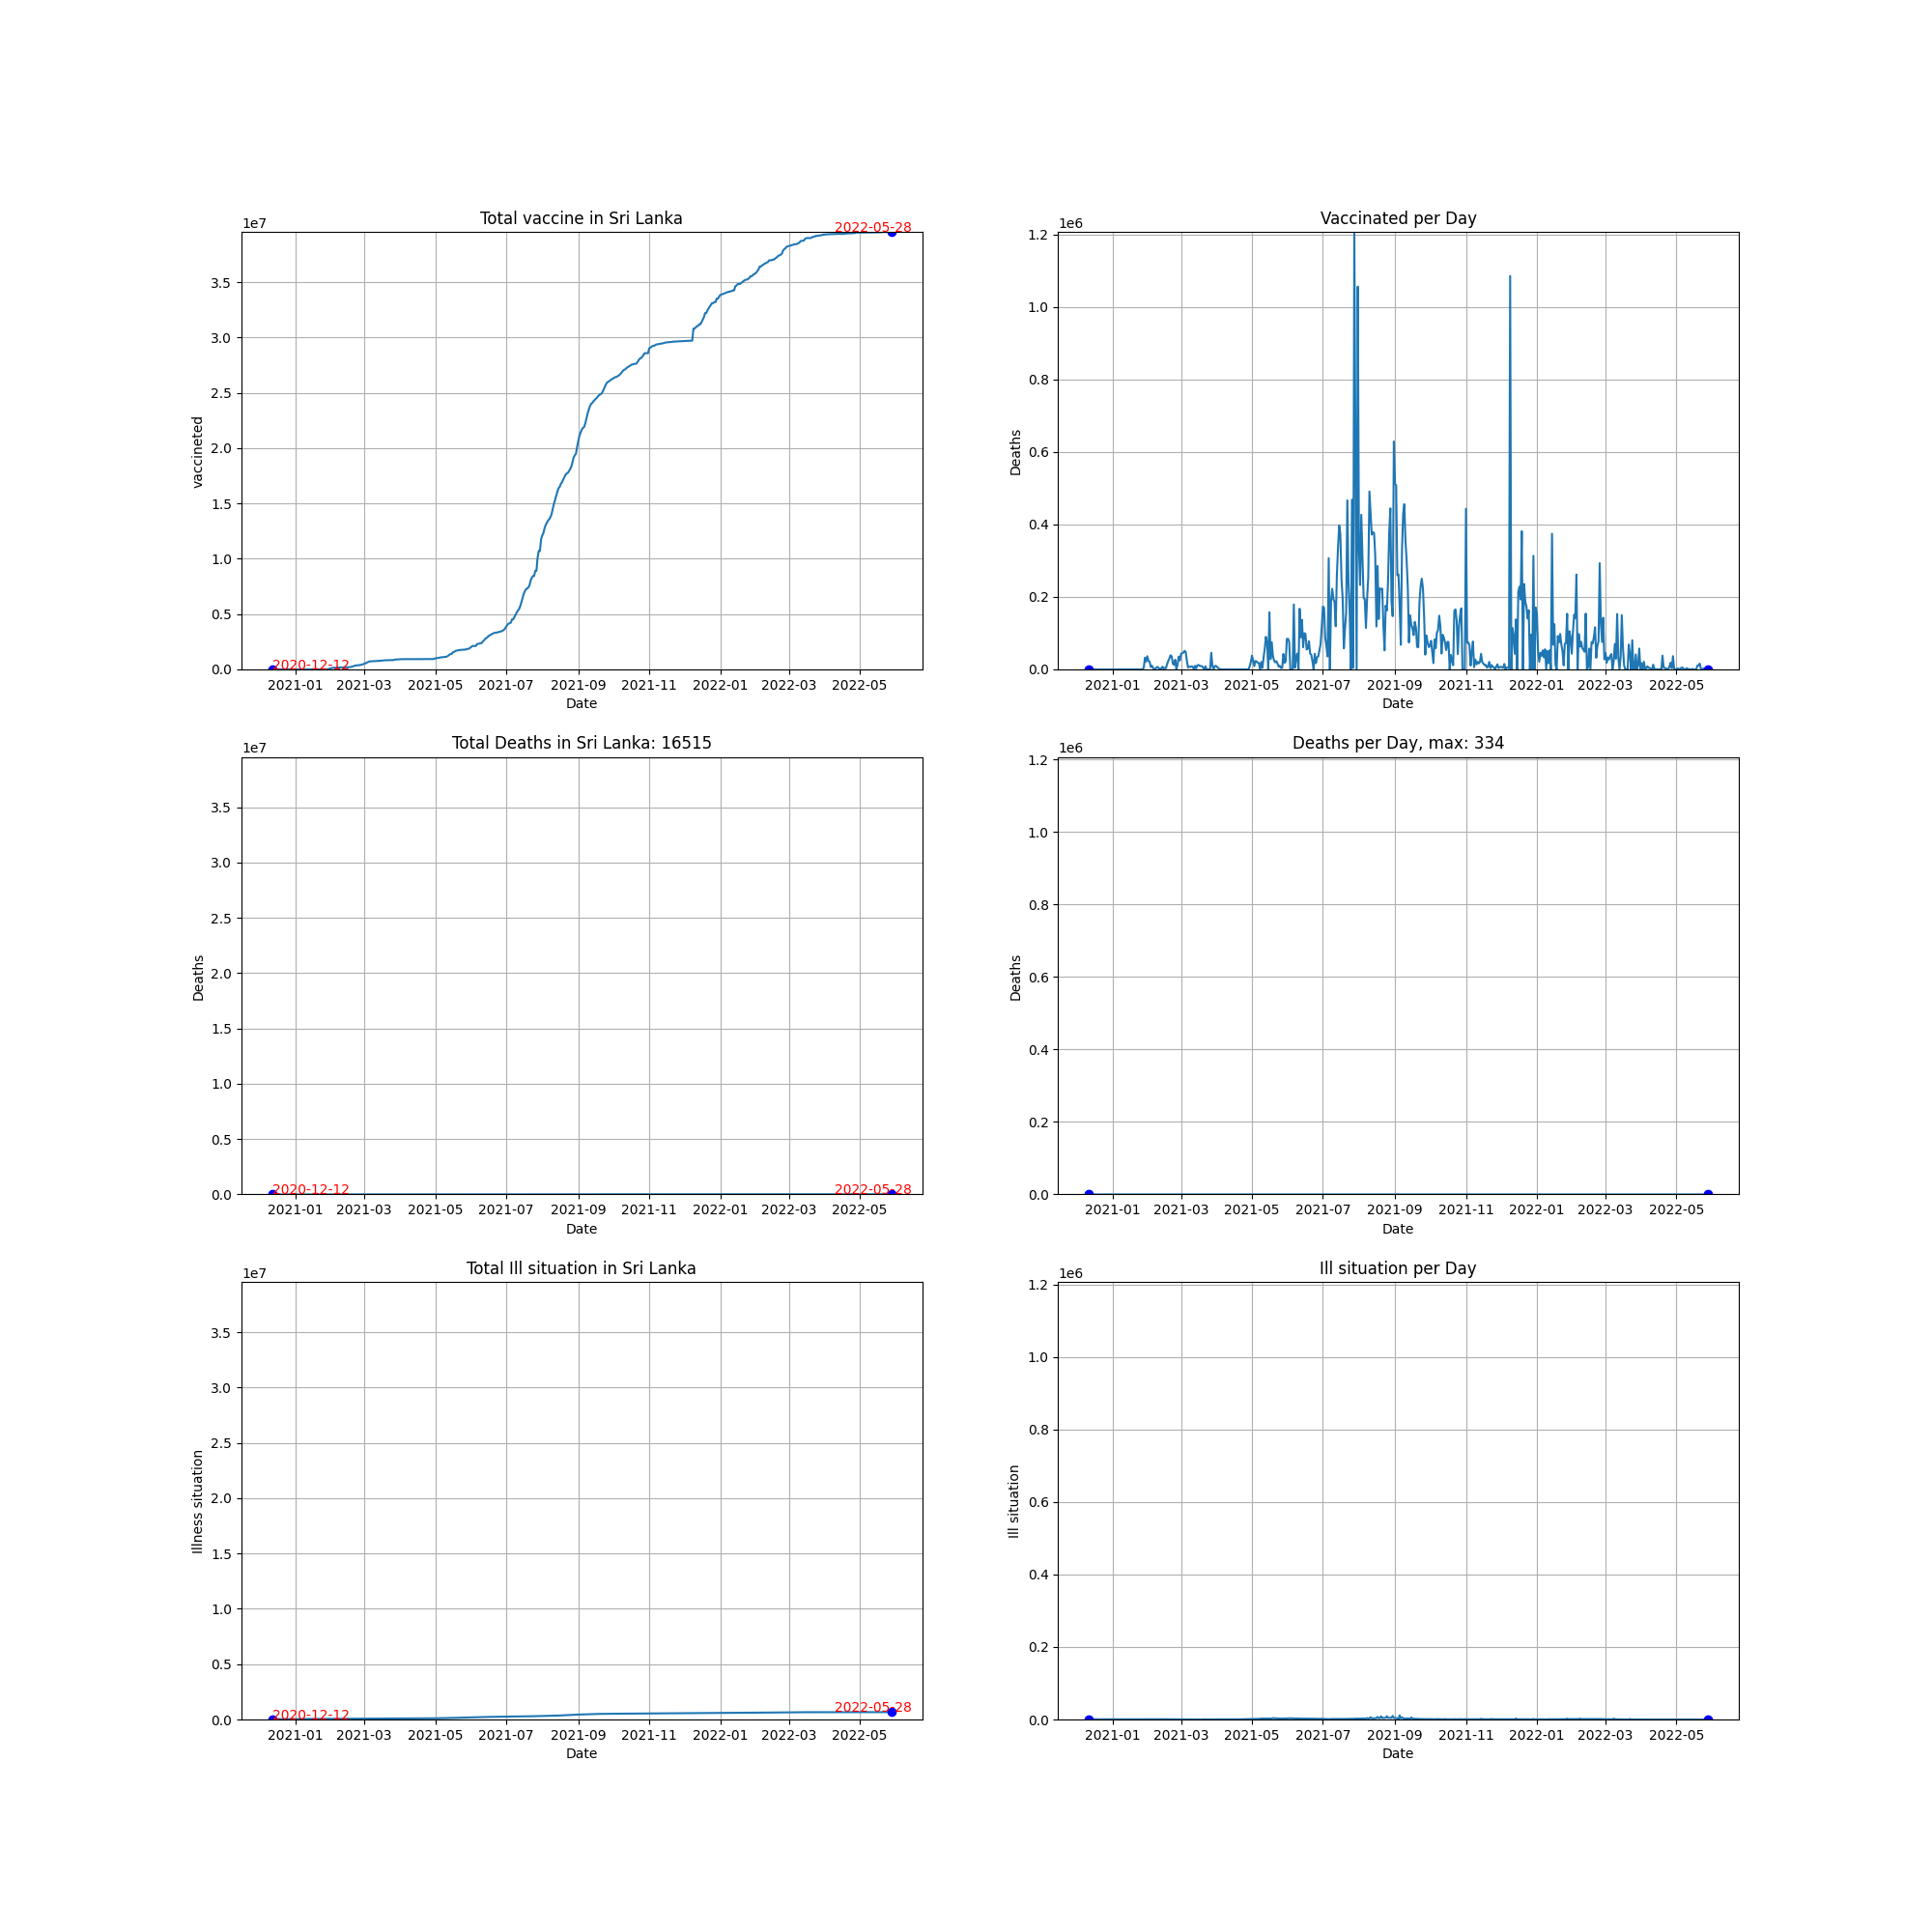 Total vaccine in Sri Lanka
1e7
2022-05-28
3.5
3.0
2.5
2.0
1.5
1.0
0.5
0.0
vaccineted
2020-12-12
2021-01 2021-03 2021-05 2021-07 2021-09 2021-11 2022-01 2022-03 2022-05
Date
Vaccinated per Day
1e6
1.2
1.0
0.8
0.6
0.4
0.2
0.0
Deaths
2021-01 2021-03 2021-05 2021-07 2021-09 2021-11 2022-01 2022-03 2022-05
Date
Total Deaths in Sri Lanka: 16515
1e7
3.5
3.0
2.5
2.0
1.5
1.0
0.5
0.0
Deaths
2020-12-12
2022-05-28
2021-01 2021-03 2021-05 2021-07 2021-09 2021-11 2022-01 2022-03 2022-05
Date
Deaths per Day, max: 334
1e6
1.2
1.0
0.8
0.6
0.4
0.2
0.0
Deaths
2021-01 2021-03 2021-05 2021-07 2021-09 2021-11 2022-01 2022-03 2022-05
Date
Total Ill situation in Sri Lanka
1e7
3.5
3.0
2.5
2.0
1.5
1.0
0.5
0.0
Illness situation
2020-12-12
2022-05-28
2021-01 2021-03 2021-05 2021-07 2021-09 2021-11 2022-01 2022-03 2022-05
Date
Ill situation per Day
1e6
1.2
1.0
0.8
0.6
0.4
0.2
0.0
Ill situation
2021-01 2021-03 2021-05 2021-07 2021-09 2021-11 2022-01 2022-03 2022-05
Date